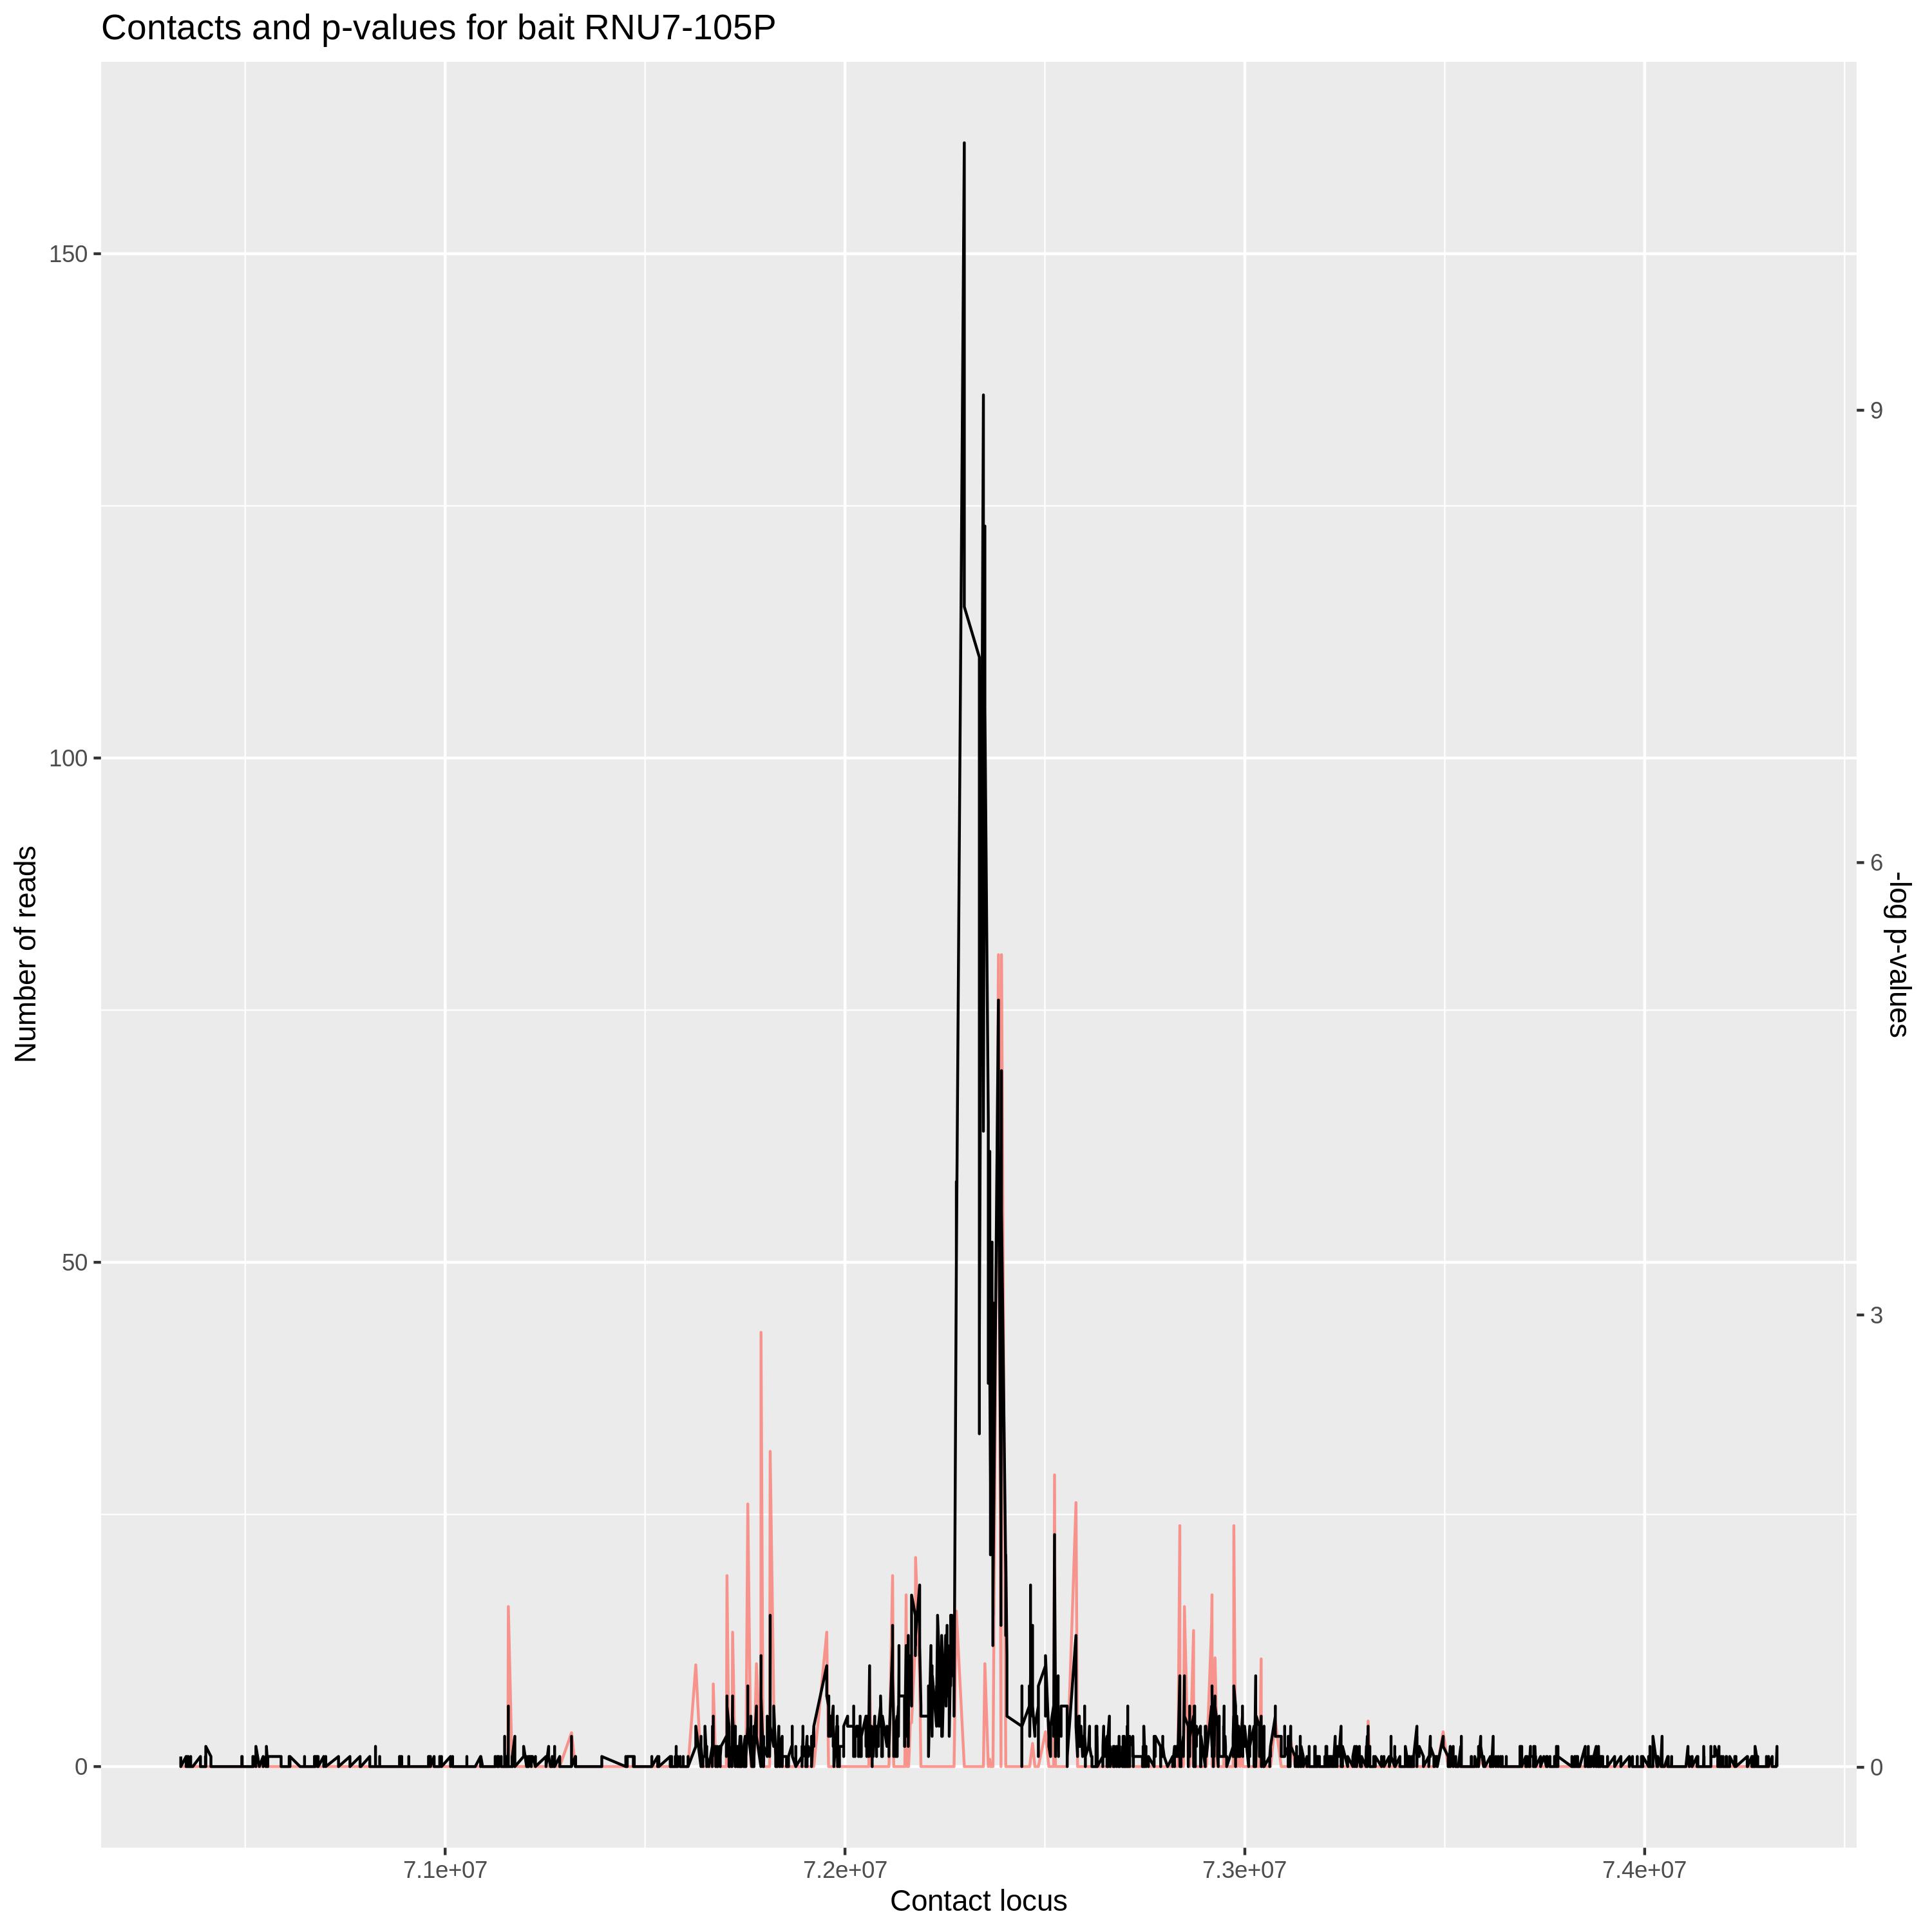 Contacts and p-values for bait RNU7-105P
150
100
50
0
9
6
3
0
Number of reads
-log p-values
7.1e+07 7.2e+07 7.3e+07 7.4e+07
Contact locus